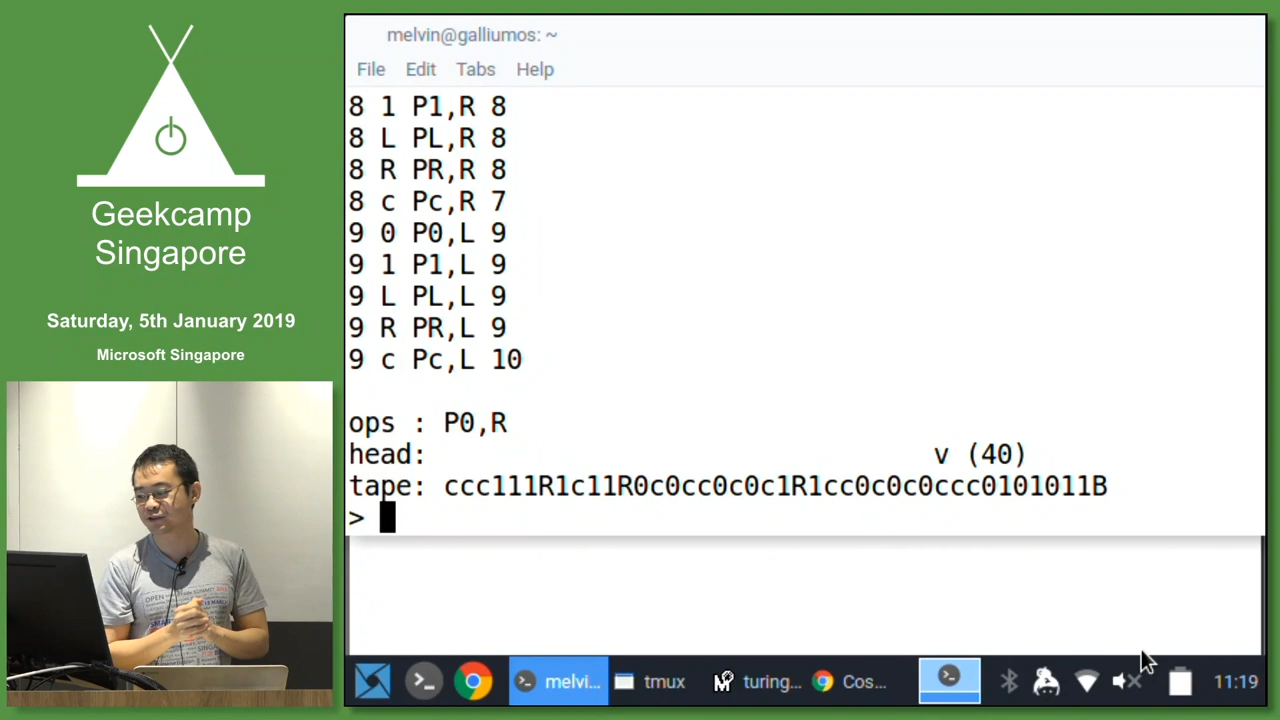 Geekcamp
Singapore
Saturday, 5th January 2019
Microsoft Singapore
melvin@galliumos: ~
File Edit Tabs Help
8 1 P1,R 8
8 L PL,R 8
8 R PR,R 8
8 c Pc,R 7
9 0 P0,L 9
9 1 P1,L 9
9 L PL,L 9
9 R PR,L 9
9 c Pc,L 10
ops : P0,R
head: v (40)
tape: ccc111R1c11R0c0cc0c0c1R1cc0c0c0ccc0101011B
>
melvi... tmux turing... Cos... 11:19
OPEN SUMMIT